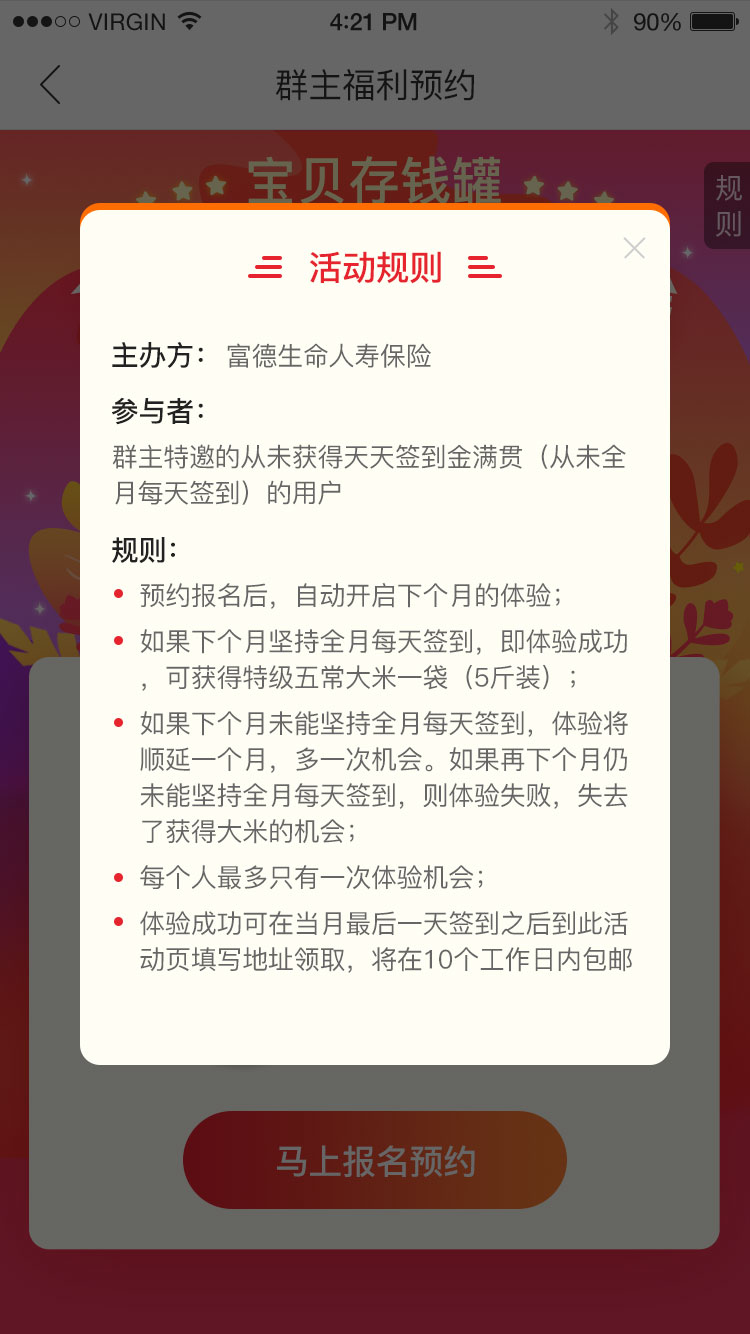 VIRGIN
4:21 PM
90%
群主福利预约
宝贝存钱罐
规
则
活动规则
主办方：富德生命人寿保险
参与者：
群主特邀的从未获得天天签到金满贯（从未全
月每天签到）的用户
规则：
预约报名后，自动开启下个月的体验；
如果下个月坚持全月每天签到，即体验成功
，可获得特级五常大米一袋（5斤装）；
如果下个月未能坚持全月每天签到，体验将
顺延一个月，多一次机会。如果再下个月仍
未能坚持全月每天签到，则体验失败，失去
了获得大米的机会；
每个人最多只有一次体验机会；
体验成功可在当月最后一天签到之后到此活
动页填写地址领取，将在10个工作日内包邮
马上报名预约